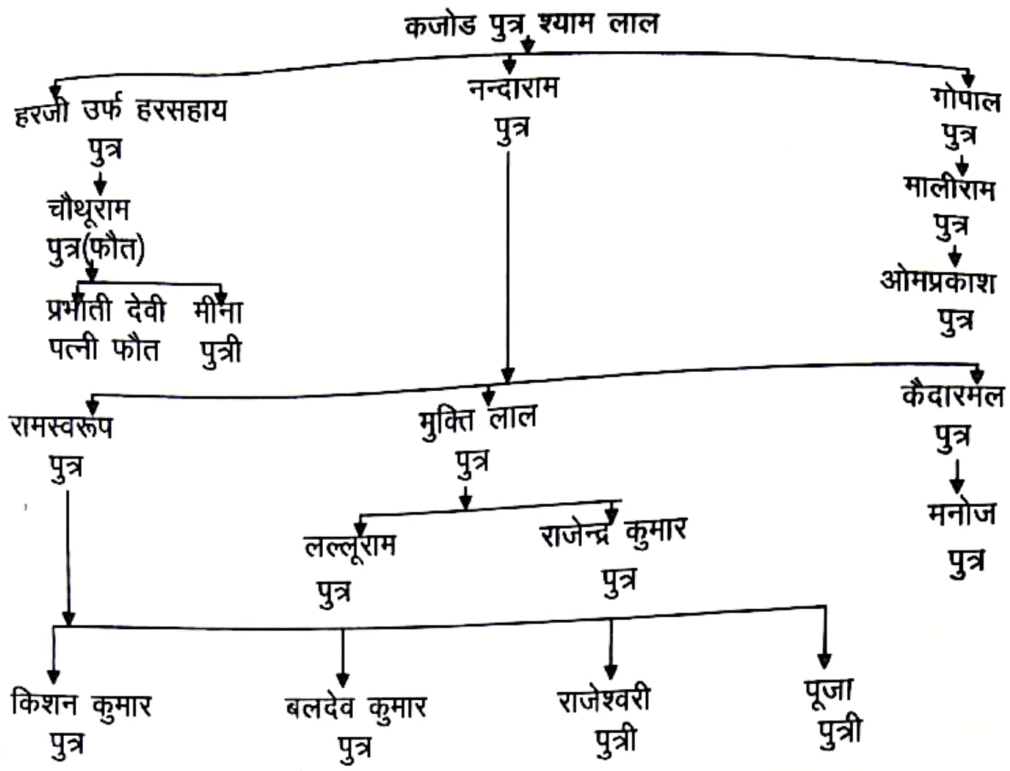 कजोड पुत्र श्याम लाल
हरजी उर्फ हरसहाय
पुत्र
नन्दाराम
पुत्र
गोपाल
पुत्र
चौथूराम
पुत्र(फौत)
मालीराम
पुत्र
प्रभाती देवी
पत्नी फौत
मीना
पुत्री
ओमप्रकाश
पुत्र
रामस्वरूप
पुत्र
मुक्ति लाल
पुत्र
कैदारमल
पुत्र
लल्लूराम
पुत्र
राजेन्द्र कुमार
पुत्र
मनोज
पुत्र
किशन कुमार
पुत्र
बलदेव कुमार
पुत्र
राजेश्वरी
पुत्री
पूजा
पुत्री